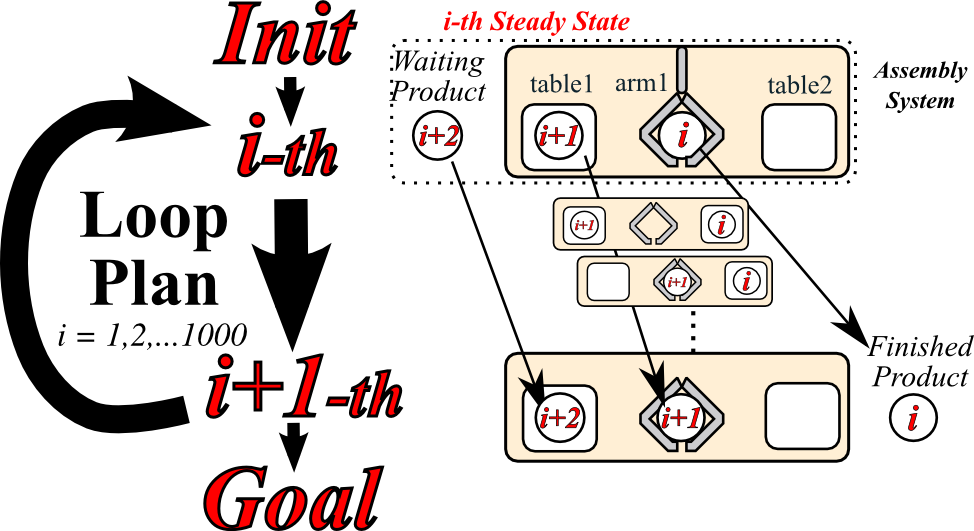 Init
i-th
Loop
Plan
i = 1,2,...1000
i+1-th
Goal
i-th Steady State
Waiting
Product
i+2
table1
arm1
table2
i+1
i
Assembly
System
i+1
i
i+1
i
i+2
i+1
Finished
Product
i